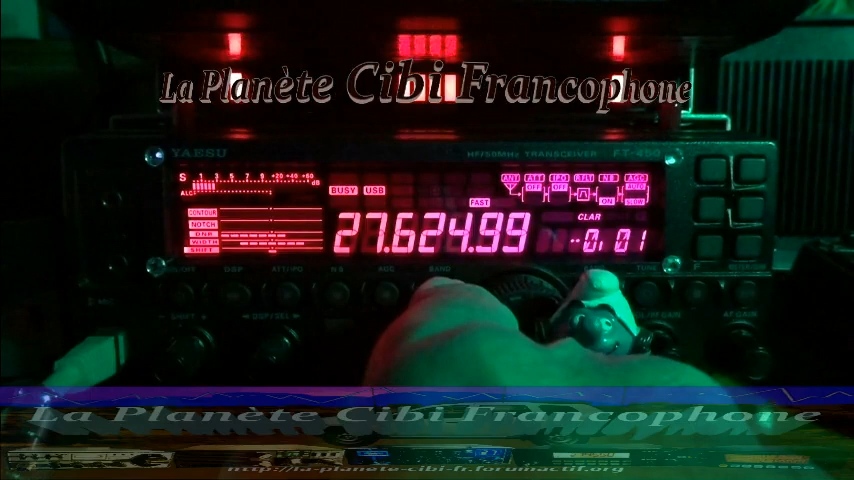 La Planète Cibi Francophone
YAESU HF/50MHz TRANSCEIVER FT-450
S 1 3 5 7 9 +20 +40 +60 dB
ALC
BUSY USB
ANT ATT IPO R.FLT N B AGC
OFF OFF AUTO
ON SLOW
FAST
CONTOUR
NOTCH
DNR
WIDTH
SHIFT
27.624.99
CLAR
--0, 01
DSP ATT/IPO NB AGC BAND TUNE F
SHIFT DSP/SEL AF GAIN
La Planète Cibi Francophone
http://la-planete-cibi-fr.forumactif.org